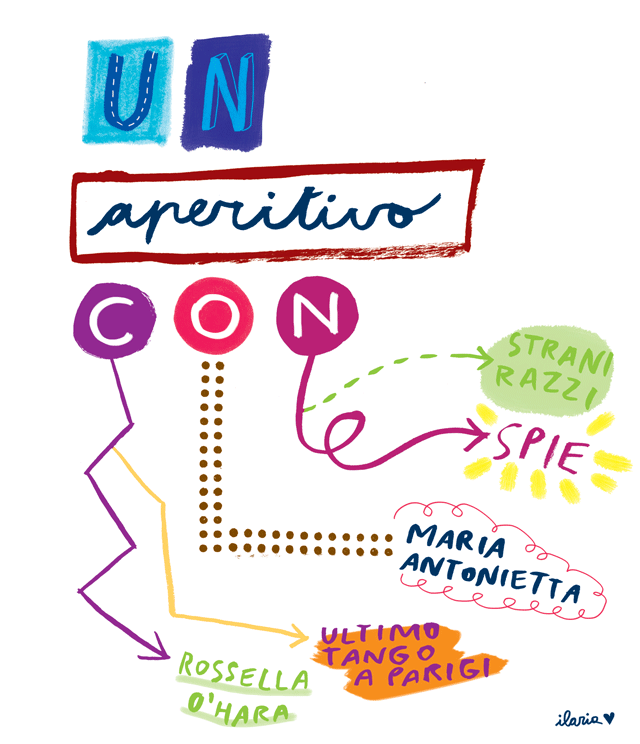 UN
aperitivo
CON
STRANI
RAZZI
SPIE
MARIA
ANTONIETTA
ULTIMO
TANGO
A PARIGI
ROSSELLA
O'HARA
ilaria